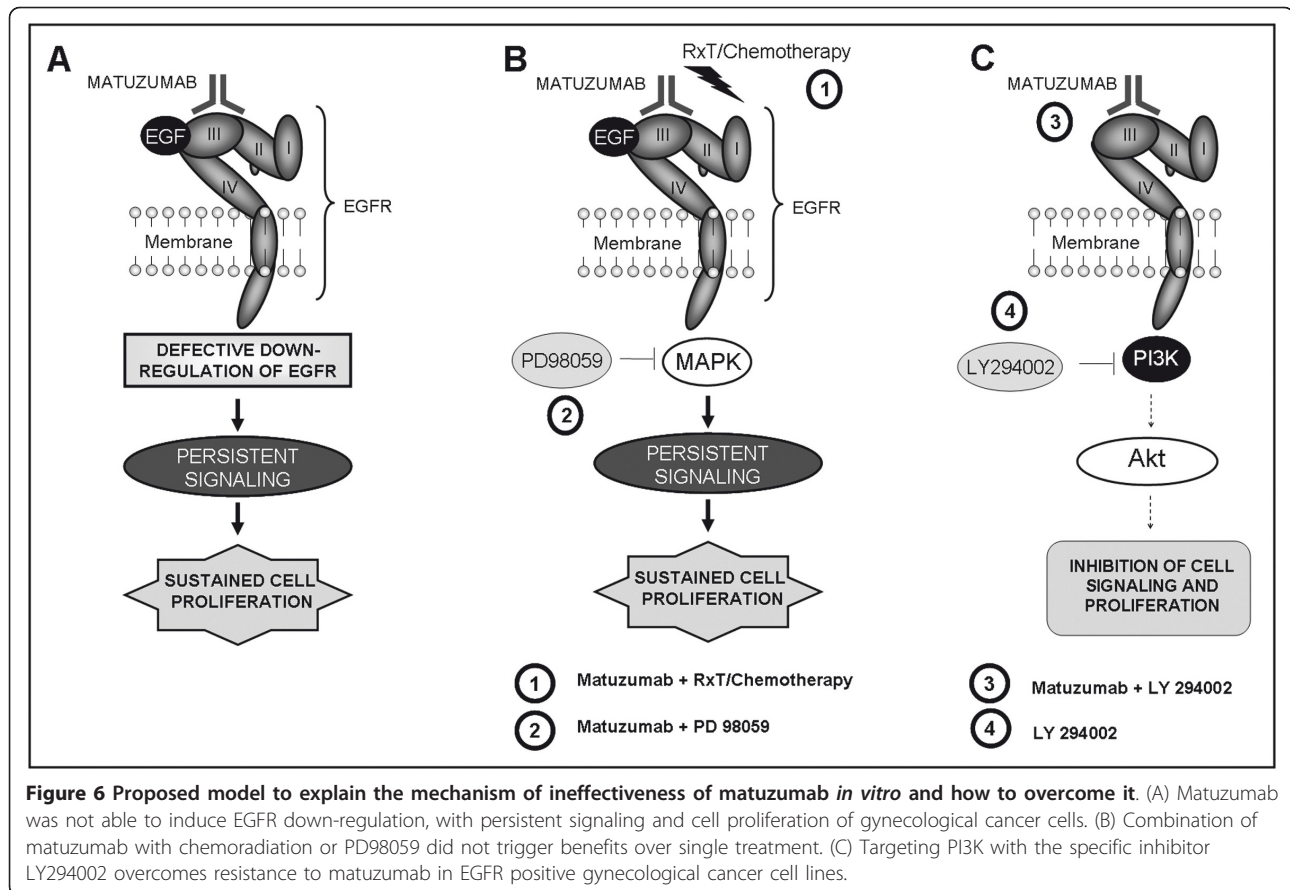 A
MATUZUMAB
EGF
III
II
I
IV
EGFR
Membrane
DEFECTIVE DOWN-
REGULATION OF EGFR
PERSISTENT
SIGNALING
SUSTAINED CELL
PROLIFERATION
B
RxT/Chemotherapy
MATUZUMAB
1
EGF
III
II
I
IV
EGFR
Membrane
PD98059
MAPK
2
PERSISTENT
SIGNALING
SUSTAINED CELL
PROLIFERATION
1 Matuzumab + RxT/Chemotherapy
2 Matuzumab + PD 98059
C
MATUZUMAB
3
III
II
I
IV
Membrane
4
LY294002
PI3K
Akt
INHIBITION OF CELL
SIGNALING AND
PROLIFERATION
3 Matuzumab + LY 294002
4 LY 294002
Figure 6 Proposed model to explain the mechanism of ineffectiveness of matuzumab in vitro and how to overcome it. (A) Matuzumab
was not able to induce EGFR down-regulation, with persistent signaling and cell proliferation of gynecological cancer cells. (B) Combination of
matuzumab with chemoradiation or PD98059 did not trigger benefits over single treatment. (C) Targeting PI3K with the specific inhibitor
LY294002 overcomes resistance to matuzumab in EGFR positive gynecological cancer cell lines.